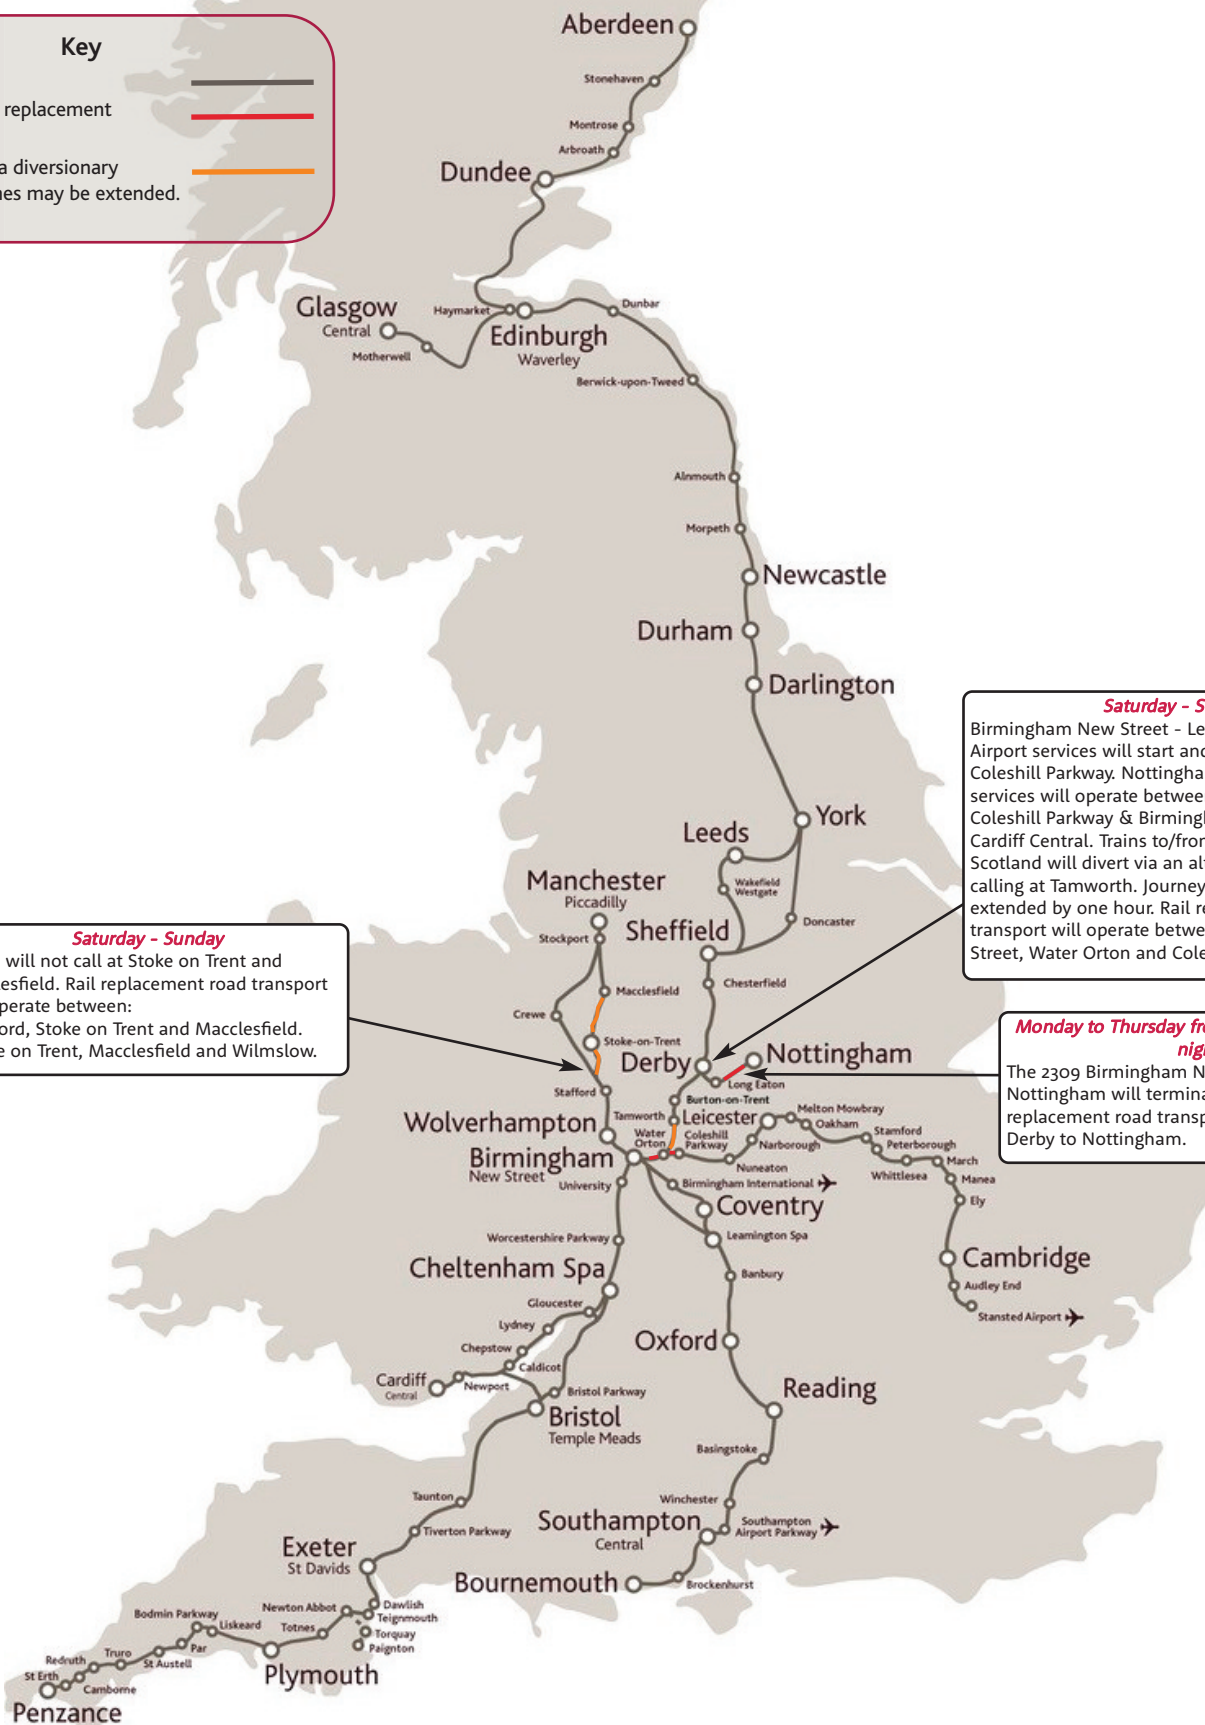 Key
replacement
a diversionary
nes may be extended.
Aberdeen
Stonehaven
Montrose
Arbroath
Dundee
Glasgow
Central
Motherwell
Haymarket
Edinburgh
Waverley
Dunbar
Berwick-upon-Tweed
Alnmouth
Morpeth
Newcastle
Durham
Darlington
York
Leeds
Wakefield
Westgate
Doncaster
Manchester
Piccadilly
Stockport
Sheffield
Chesterfield
Macclesfield
Crewe
Stoke-on-Trent
Stafford
Derby
Nottingham
Long Eaton
Burton-on-Trent
Tamworth
Leicester
Melton Mowbray
Oakham
Stamford
Peterborough
Wolverhampton
Water
Orton
Coleshill
Parkway
Narborough
March
Whittlesea
Manea
Birmingham
New Street
Nuneaton
University
Birmingham International
Ely
Coventry
Leamington Spa
Worcestershire Parkway
Cambridge
Cheltenham Spa
Banbury
Audley End
Stansted Airport
Gloucester
Lydney
Chepstow
Caldicot
Oxford
Cardiff
Central
Newport
Bristol Parkway
Bristol
Temple Meads
Reading
Basingstoke
Taunton
Tiverton Parkway
Winchester
Southampton
Central
Southampton
Airport Parkway
Exeter
St Davids
Bournemouth
Brockenhurst
Newton Abbot
Dawlish
Teignmouth
Torquay
Paignton
Totnes
Bodmin Parkway
Liskeard
Par
St Austell
Truro
Redruth
St Erth
Camborne
Plymouth
Penzance
Saturday - Sunday
will not call at Stoke on Trent and
lesfield. Rail replacement road transport
perate between:
ord, Stoke on Trent and Macclesfield.
e on Trent, Macclesfield and Wilmslow.
Saturday - S
Birmingham New Street - Le
Airport services will start and
Coleshill Parkway. Nottingha
services will operate betwee
Coleshill Parkway & Birmingh
Cardiff Central. Trains to/fron
Scotland will divert via an alt
calling at Tamworth. Journey
extended by one hour. Rail re
transport will operate betwe
Street, Water Orton and Cole
Monday to Thursday fr
nig
The 2309 Birmingham N
Nottingham will termina
replacement road transp
Derby to Nottingham.